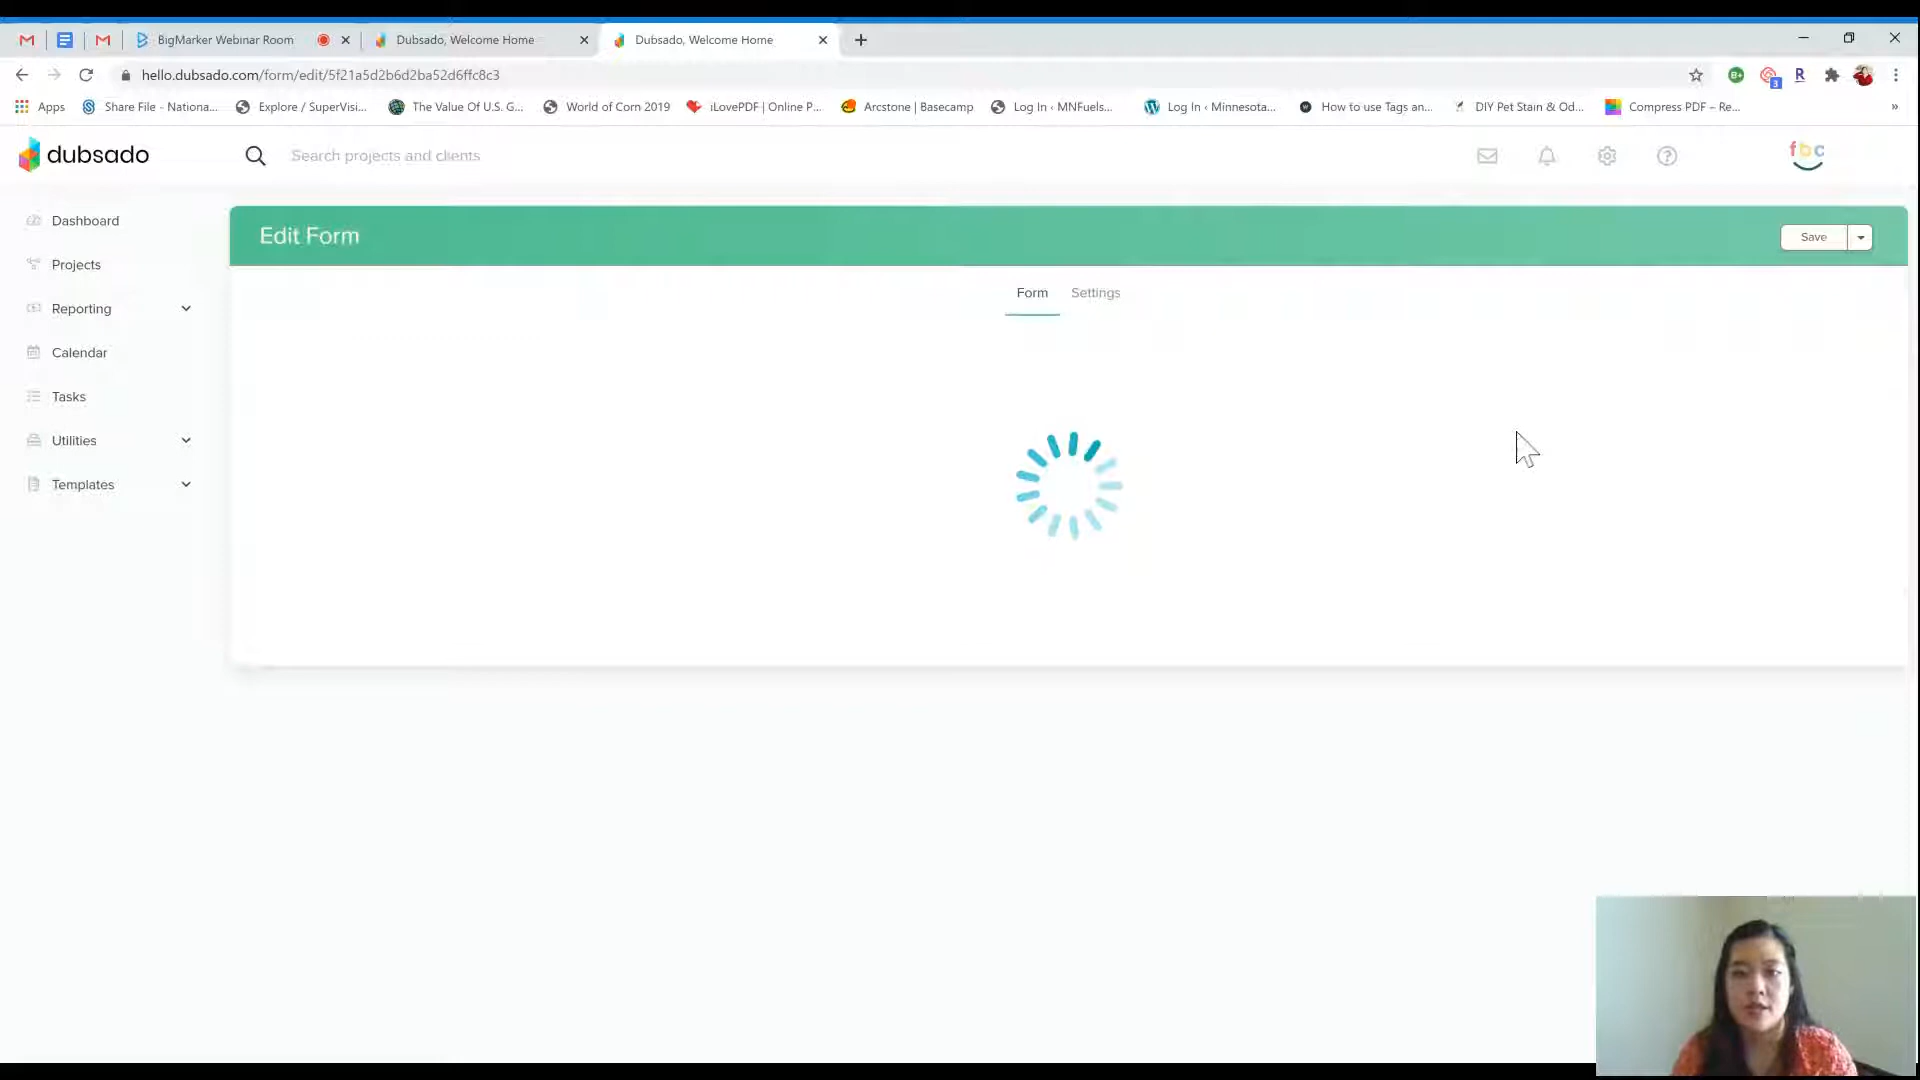 BigMarker Webinar Room
Dubsado, Welcome Home
Dubsado, Welcome Home
hello.dubsado.com/form/edit/5f21a5d2b6d2ba52d6ffc8c3
B+
3
R
Apps
Share File - Nationa...
Explore / SuperVisi...
The Value Of U.S. G...
World of Corn 2019
iLovePDF | Online P...
Arcstone | Basecamp
Log In ‹ MNFuels...
Log In ‹ Minnesota...
How to use Tags an...
DIY Pet Stain & Od...
Compress PDF – Re...
»
dubsado
Search projects and clients
fbc
Dashboard
Projects
Reporting
Calendar
Tasks
Utilities
Templates
Edit Form
Save
Form
Settings